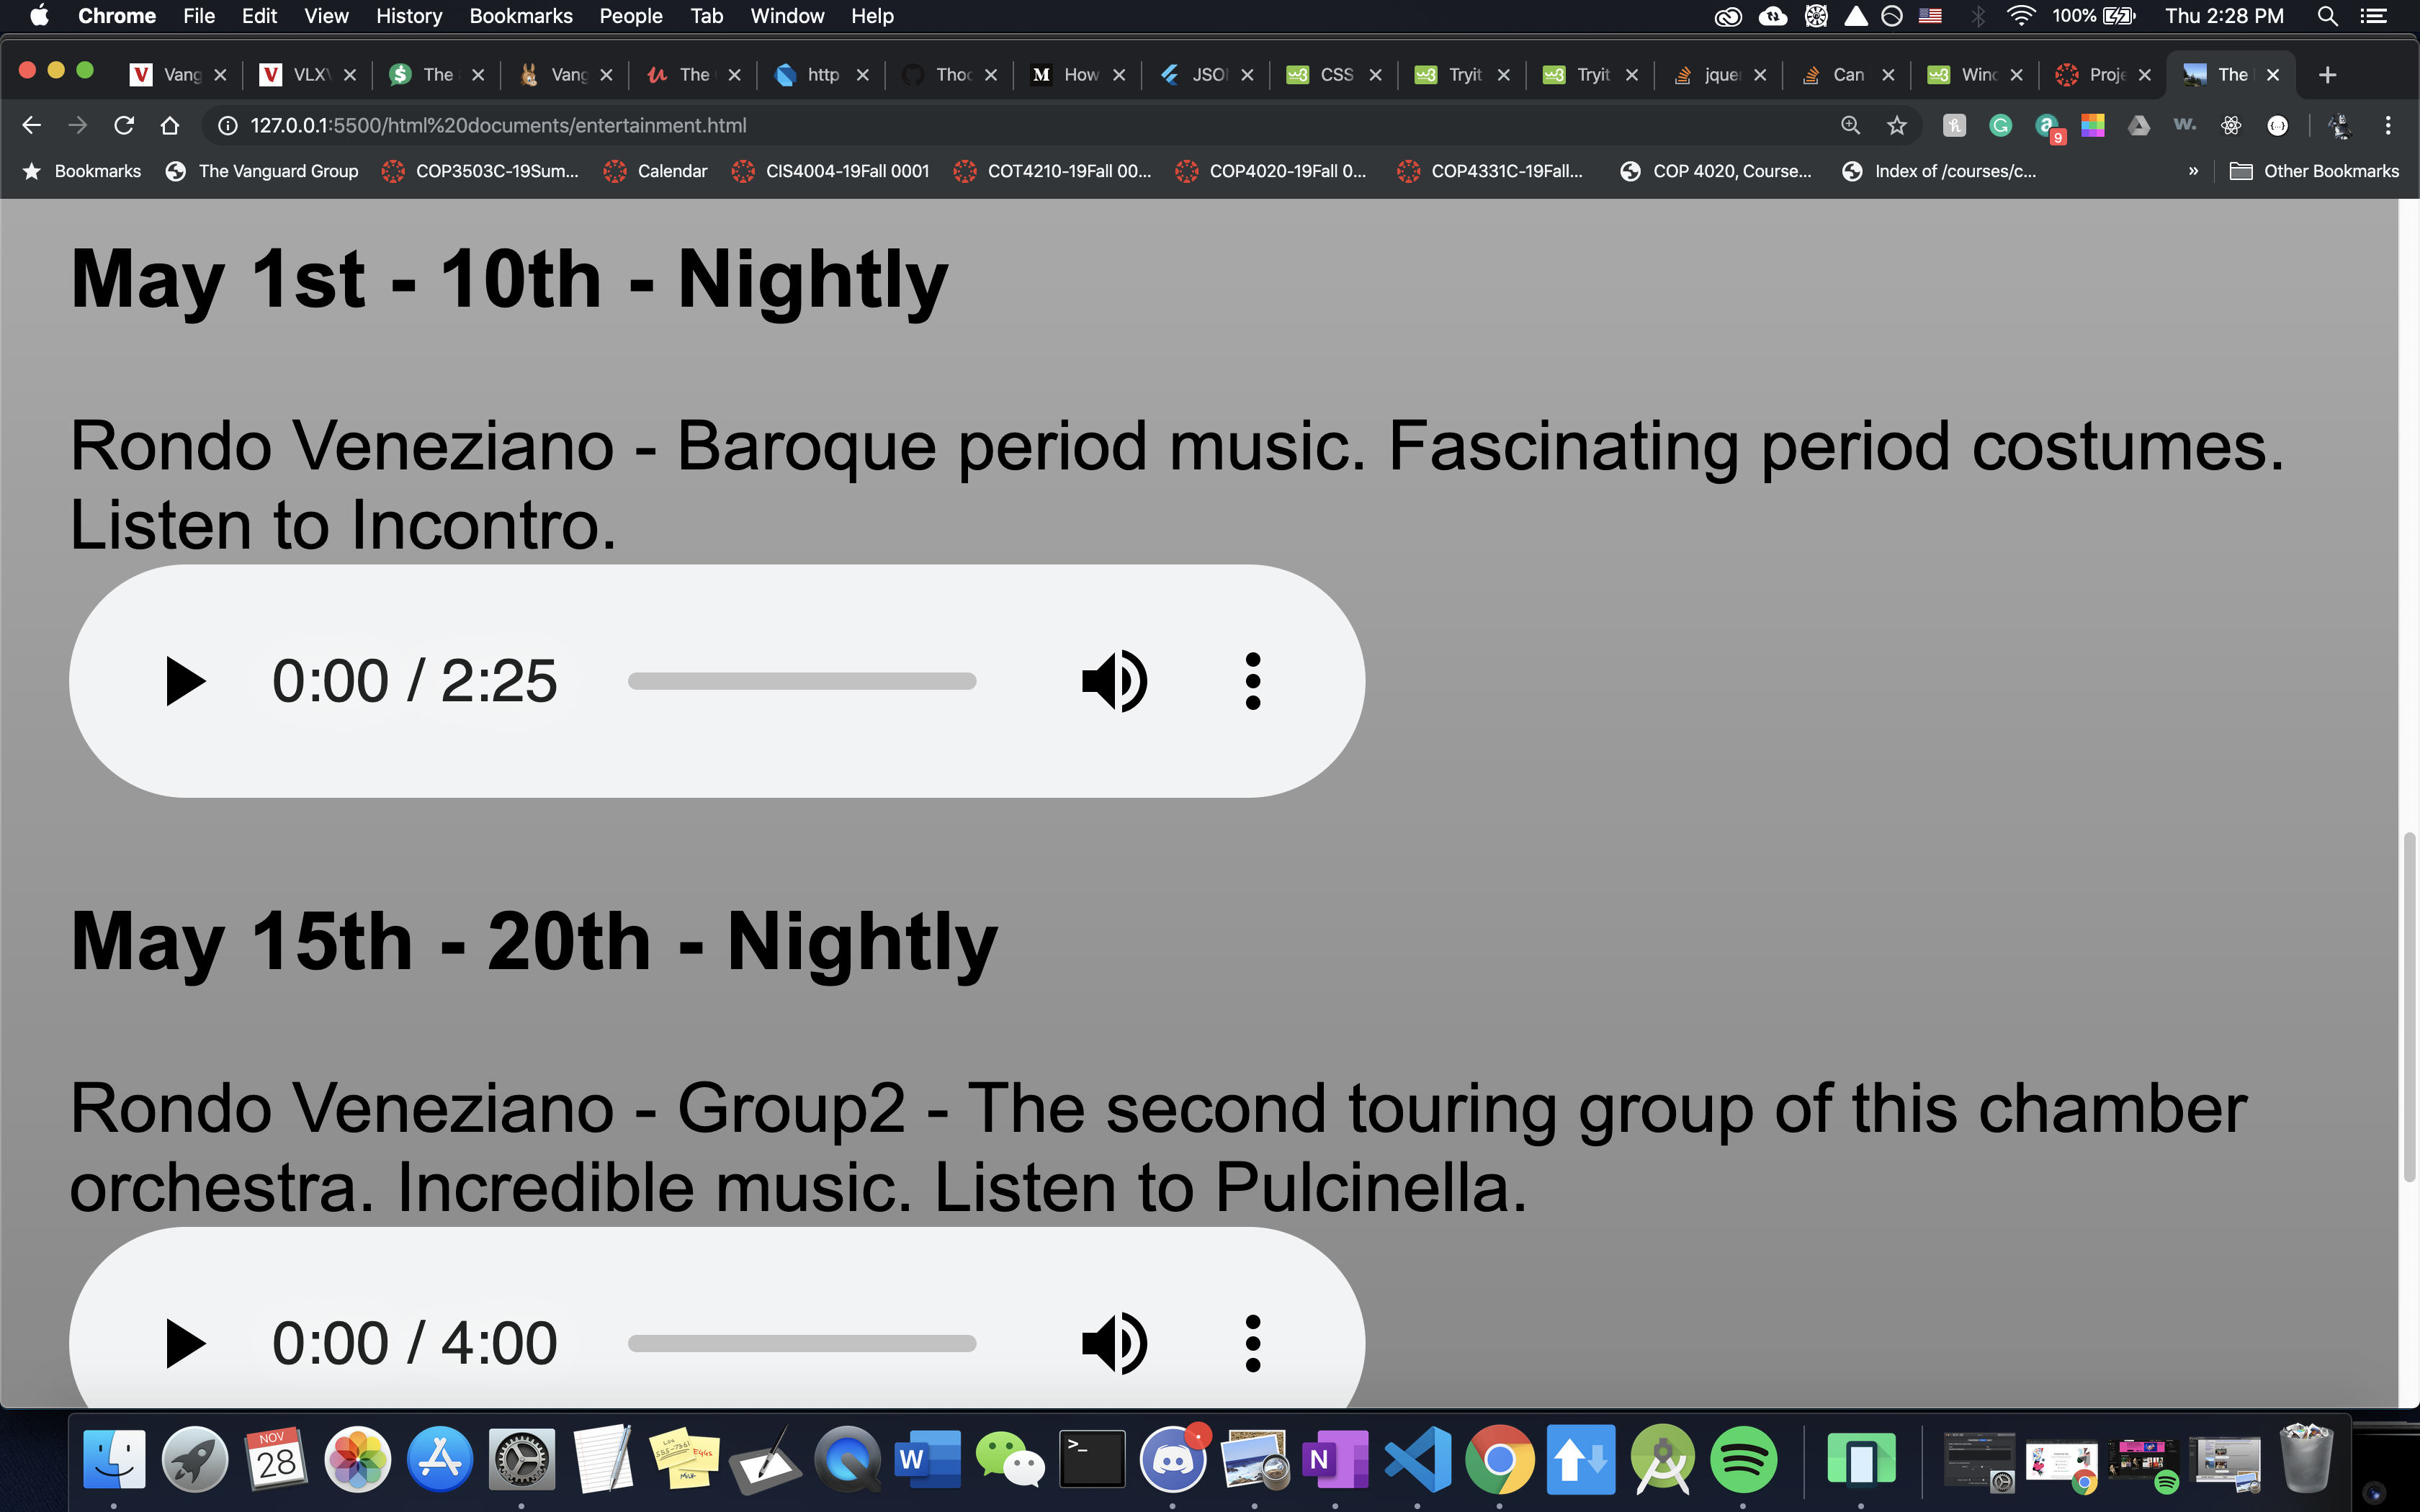 Chrome File Edit View History Bookmarks People Tab Window Help 100% Thu 2:28 PM
Vang VLXV The Vang The http Thoc How JSO CSS Tryit Tryit jque Can Winc Proje The
127.0.0.1:5500/html%20documents/entertainment.html 9
Bookmarks The Vanguard Group COP3503C-19Sum... Calendar CIS4004-19Fall 0001 COT4210-19Fall 00... COP4020-19Fall 0... COP4331C-19Fall... COP 4020, Course... Index of /courses/c... » Other Bookmarks
May 1st - 10th - Nightly
Rondo Veneziano - Baroque period music. Fascinating period costumes.
Listen to Incontro.
0:00 / 2:25
May 15th - 20th - Nightly
Rondo Veneziano - Group2 - The second touring group of this chamber
orchestra. Incredible music. Listen to Pulcinella.
0:00 / 4:00
NOV
28